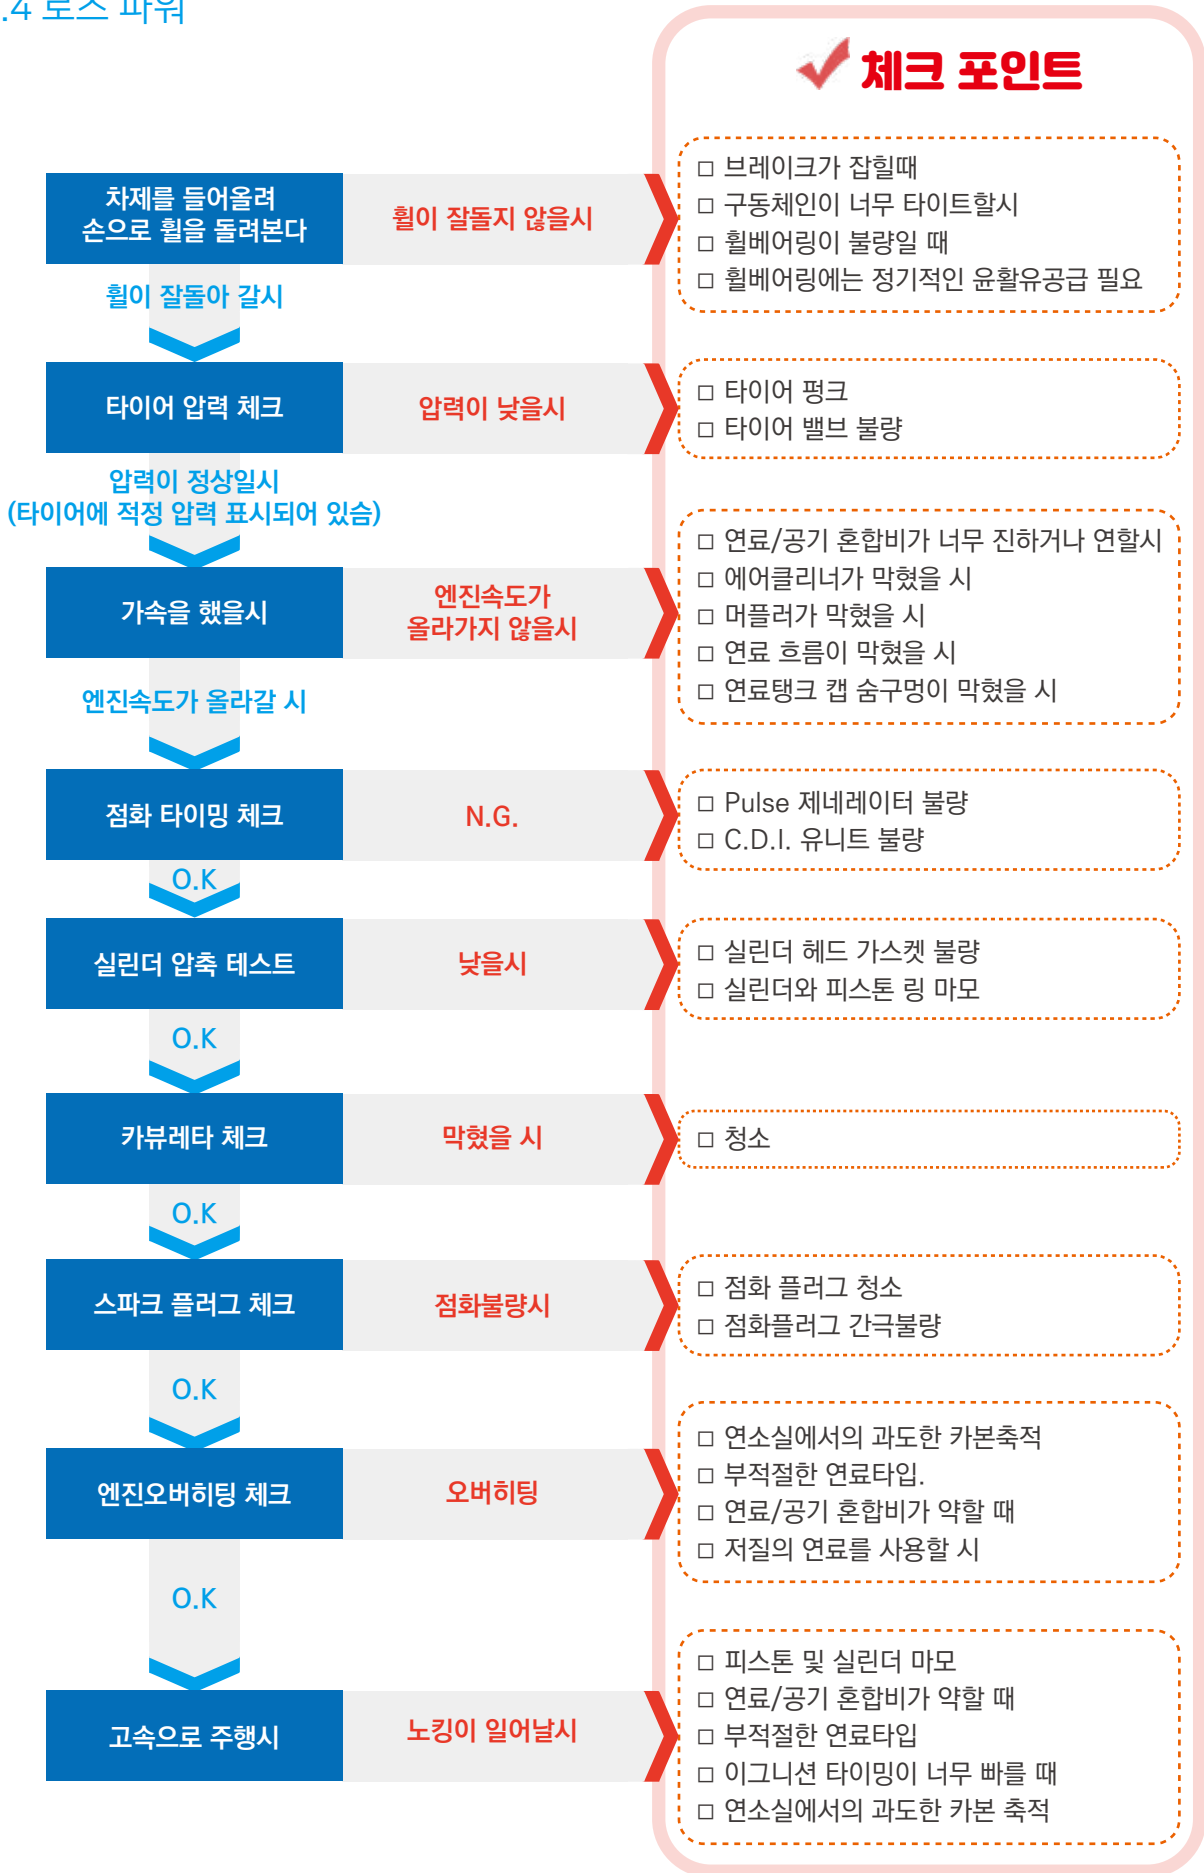 .4 로스 파워
체크 포인트
차제를 들어올려
손으로 휠을 돌려본다
휠이 잘돌지 않을시
□ 브레이크가 잡힐때
□ 구동체인이 너무 타이트할시
□ 휠베어링이 불량일 때
□ 휠베어링에는 정기적인 윤활유공급 필요
휠이 잘돌아 갈시
타이어 압력 체크
압력이 낮을시
□ 타이어 펑크
□ 타이어 밸브 불량
압력이 정상일시
(타이어에 적정 압력 표시되어 있슴)
가속을 했을시
엔진속도가
올라가지 않을시
□ 연료/공기 혼합비가 너무 진하거나 연할시
□ 에어클리너가 막혔을 시
□ 머플러가 막혔을 시
□ 연료 흐름이 막혔을 시
□ 연료탱크 캡 숨구멍이 막혔을 시
엔진속도가 올라갈 시
점화 타이밍 체크
N.G.
□ Pulse 제네레이터 불량
□ C.D.I. 유니트 불량
O.K
실린더 압축 테스트
낮을시
□ 실린더 헤드 가스켓 불량
□ 실린더와 피스톤 링 마모
O.K
카뷰레타 체크
막혔을 시
□ 청소
O.K
스파크 플러그 체크
점화불량시
□ 점화 플러그 청소
□ 점화플러그 간극불량
O.K
엔진오버히팅 체크
오버히팅
□ 연소실에서의 과도한 카본축적
□ 부적절한 연료타입.
□ 연료/공기 혼합비가 약할 때
□ 저질의 연료를 사용할 시
O.K
고속으로 주행시
노킹이 일어날시
□ 피스톤 및 실린더 마모
□ 연료/공기 혼합비가 약할 때
□ 부적절한 연료타입
□ 이그니션 타이밍이 너무 빠를 때
□ 연소실에서의 과도한 카본 축적